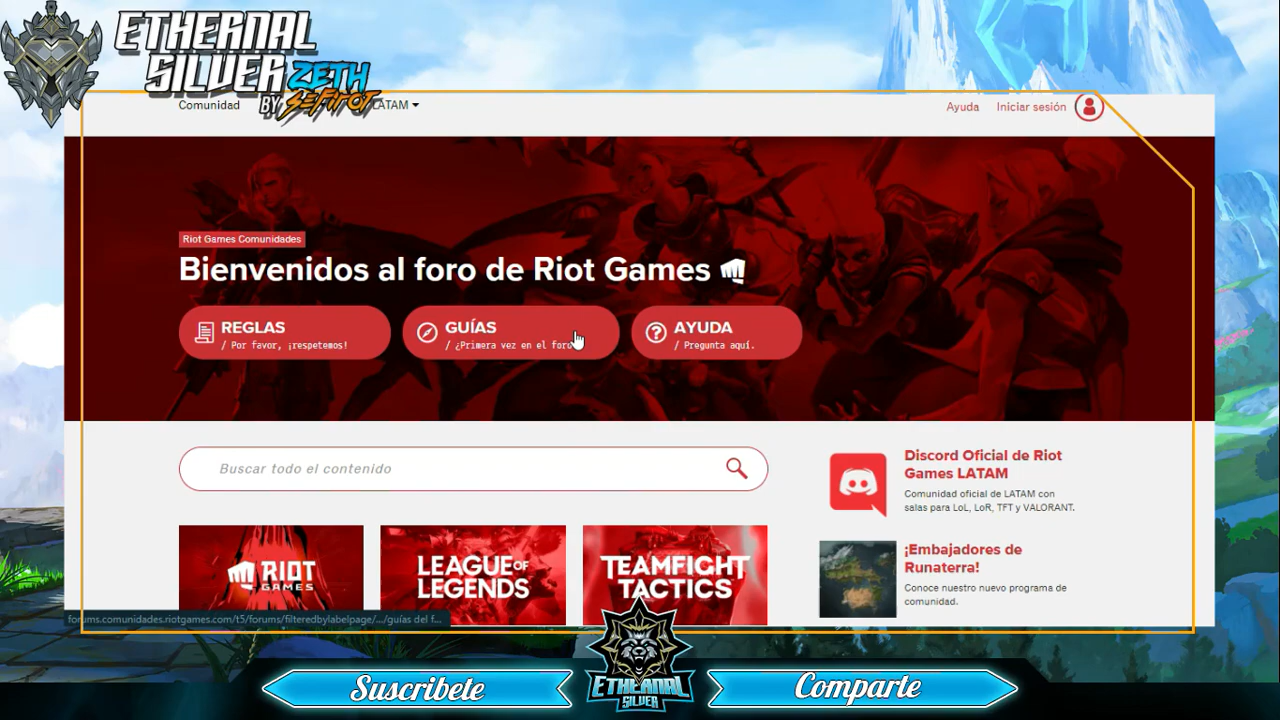 ETHERNAL
SILVER ZETH
BY SEFIROT
Comunidad
LATAM
Ayuda Iniciar sesión
Riot Games Comunidades
Bienvenidos al foro de Riot Games
REGLAS
/ Por favor, ¡respetemos!
GUÍAS
/ ¿Primera vez en el foro
AYUDA
/ Pregunta aquí.
Buscar todo el contenido
Discord Oficial de Riot
Games LATAM
Comunidad oficial de LATAM con
salas para LoL, LoR, TFT y VALORANT.
RIOT
GAMES
LEAGUE OF
LEGENDS
TEAMFIGHT
TACTICS
¡Embajadores de
Runaterra!
Conoce nuestro nuevo programa de
comunidad.
forums.comunidades.riotgames.com/t5/forums/filteredbylabelpage/.../guías del f...
Suscribete
ETHERNAL
SILVER
Comparte